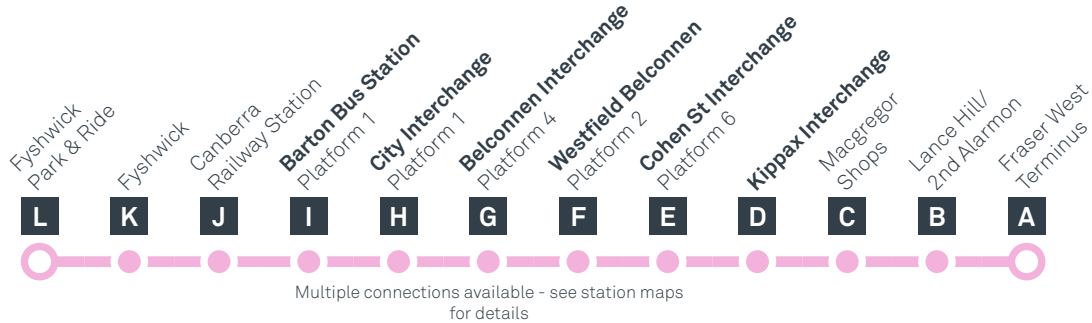 Fyshwick
Park & Ride
Fyshwick
Canberra
Railway Station
Barton Bus Station
Platform 1
City Interchange
Platform 1
Belconnen Interchange
Platform 4
Westfield Belconnen
Platform 2
Cohen St Interchange
Platform 6
Kippax Interchange
Macgregor
Shops
Lance Hill/
2nd Alarmon
Fraser West
Terminus
L K J I H G F E D C B A
Multiple connections available - see station maps
for details